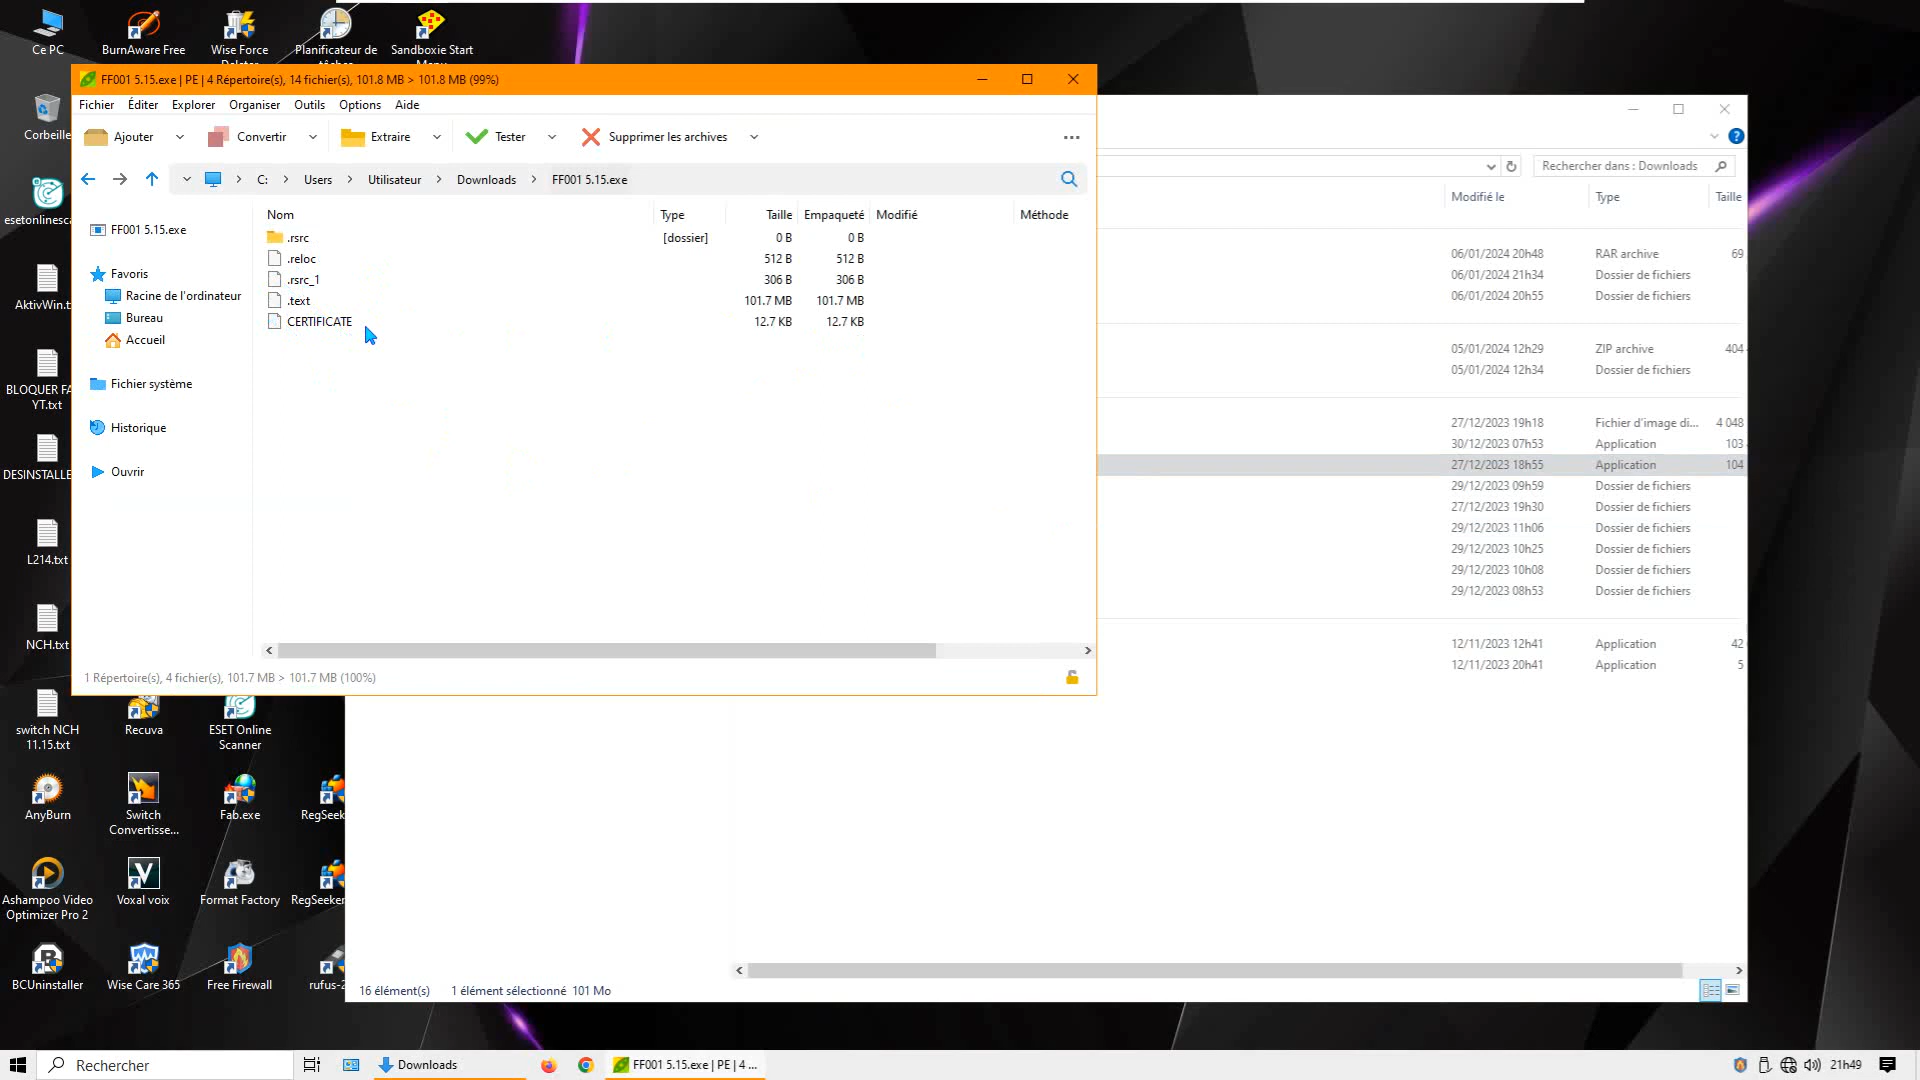 Ce PC
BurnAware Free
Wise Force
Planificateur de
Sandboxie Start
Corbeille
esetonlinesca
AktivWin.t
BLOQUER FA
YT.txt
DESINSTALLE
L214.txt
NCH.txt
switch NCH
11.15.txt
Recuva
ESET Online
Scanner
AnyBurn
Switch
Convertisse...
Fab.exe
RegSeek
Ashampoo Video
Optimizer Pro 2
Voxal voix
Format Factory
RegSeeker
BCUninstaller
Wise Care 365
Free Firewall
rufus-2
FF001 5.15.exe | PE | 4 Répertoire(s), 14 fichier(s), 101.8 MB > 101.8 MB (99%)
Fichier Éditer Explorer Organiser Outils Options Aide
Ajouter Convertir Extraire Tester Supprimer les archives
C: > Users > Utilisateur > Downloads > FF001 5.15.exe
FF001 5.15.exe
Favoris
Racine de l'ordinateur
Bureau
Accueil
Fichier système
Historique
Ouvrir
Nom Type Taille Empaqueté Modifié Méthode
.rsrc [dossier] 0 B 0 B
.reloc 512 B 512 B
.rsrc_1 306 B 306 B
.text 101.7 MB 101.7 MB
CERTIFICATE 12.7 KB 12.7 KB
1 Répertoire(s), 4 fichier(s), 101.7 MB > 101.7 MB (100%)
Rechercher dans : Downloads
Modifié le Type Taille
06/01/2024 20h48 RAR archive 69
06/01/2024 21h34 Dossier de fichiers
06/01/2024 20h55 Dossier de fichiers
05/01/2024 12h29 ZIP archive 404
05/01/2024 12h34 Dossier de fichiers
27/12/2023 19h18 Fichier d'image di... 4 048
30/12/2023 07h53 Application 103
27/12/2023 18h55 Application 104
29/12/2023 09h59 Dossier de fichiers
27/12/2023 19h30 Dossier de fichiers
29/12/2023 11h06 Dossier de fichiers
29/12/2023 10h25 Dossier de fichiers
29/12/2023 10h08 Dossier de fichiers
29/12/2023 08h53 Dossier de fichiers
12/11/2023 12h41 Application 42
12/11/2023 20h41 Application 5
16 élément(s) 1 élément sélectionné 101 Mo
Rechercher
Downloads
FF001 5.15.exe | PE | 4 ...
21h49